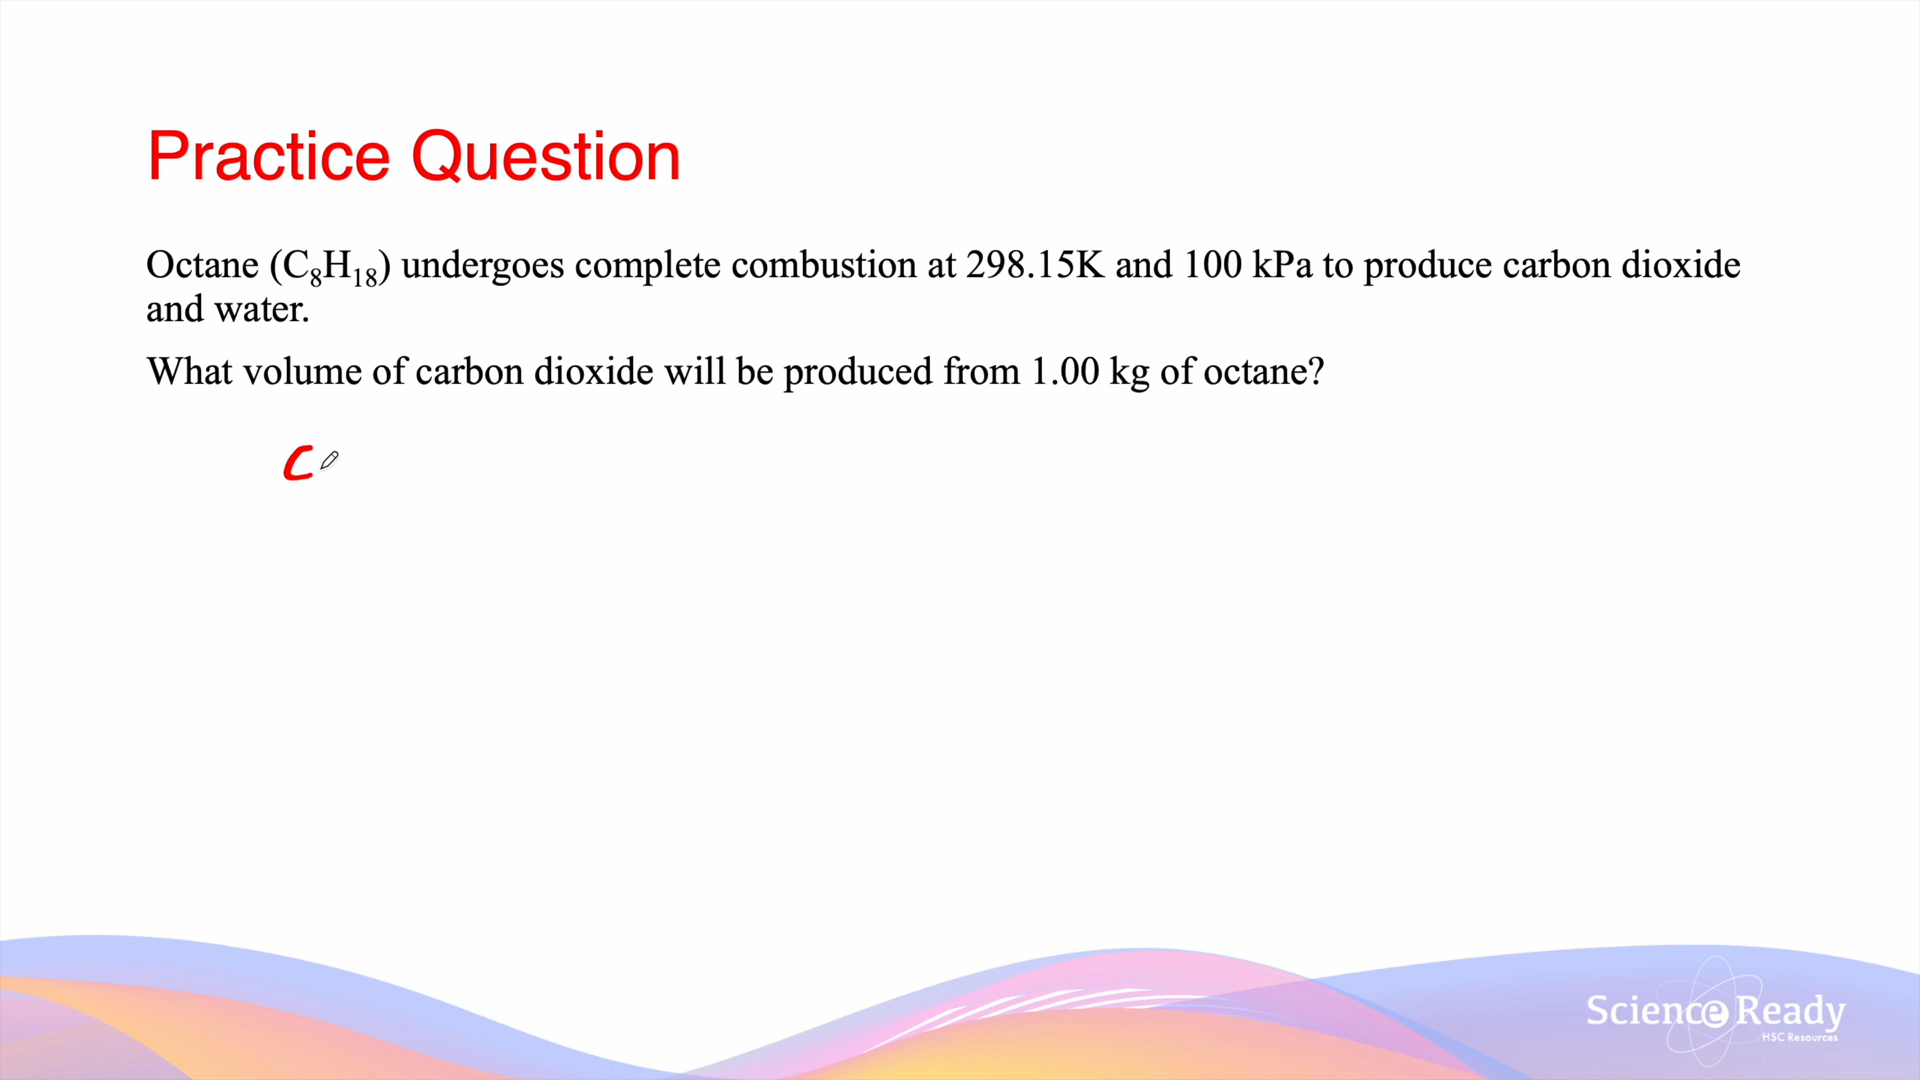 Practice Question
Octane (C₈H₁₈) undergoes complete combustion at 298.15K and 100 kPa to produce carbon dioxide
and water.
What volume of carbon dioxide will be produced from 1.00 kg of octane?
C
Science Ready
HSC Resources